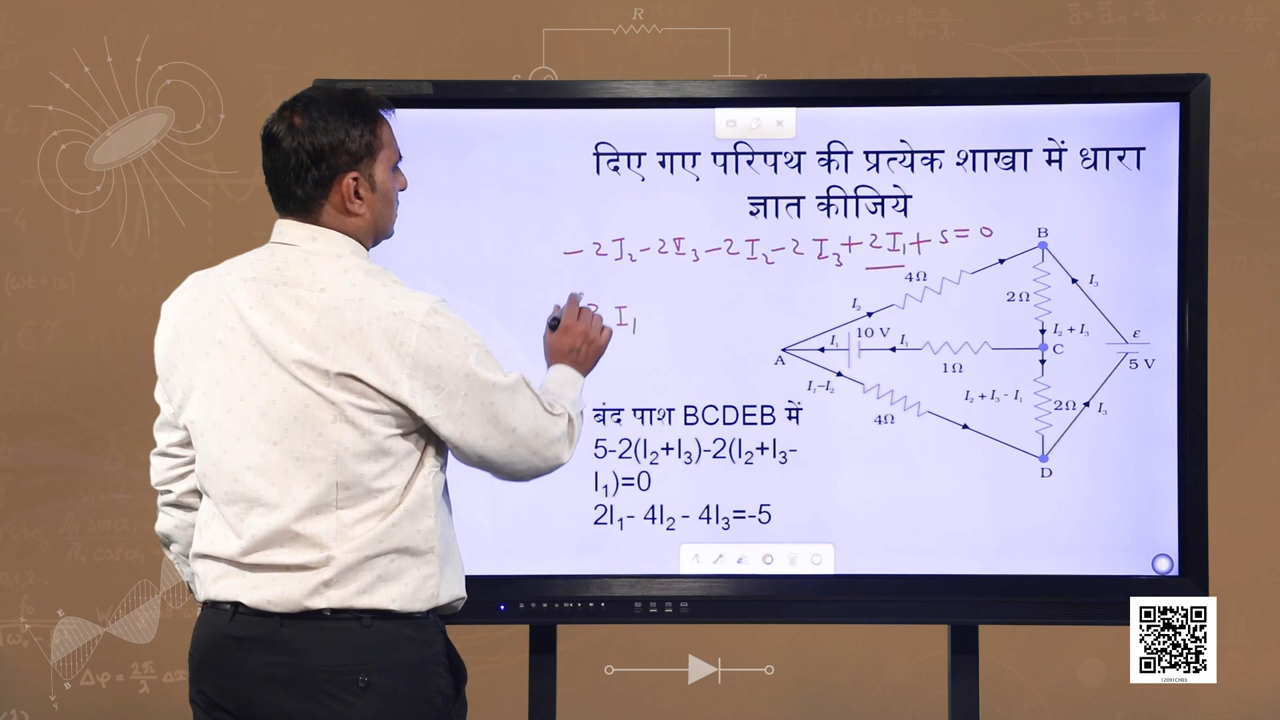 R
दिए गए परिपथ की प्रत्येक शाखा में धारा
ज्ञात कीजिये
-2I₂-2I₃-2I₂-2I₃+2I₁+5=0
I₁
B
4Ω
2Ω
I₃
I₂
I₂+I₃
ε
10 V
I₁
I₁
A
C
1Ω
5 V
I₁-I₂
I₂+I₃-I₁
2Ω
I₃
4Ω
D
बंद पाश BCDEB में
5-2(I₂+I₃)-2(I₂+I₃-
I₁)=0
2I₁- 4I₂ - 4I₃=-5
12091CH03